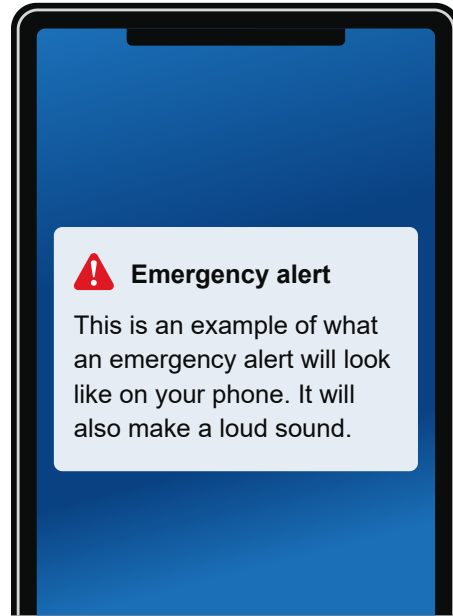 Emergency alert
This is an example of what
an emergency alert will look
like on your phone. It will
also make a loud sound.